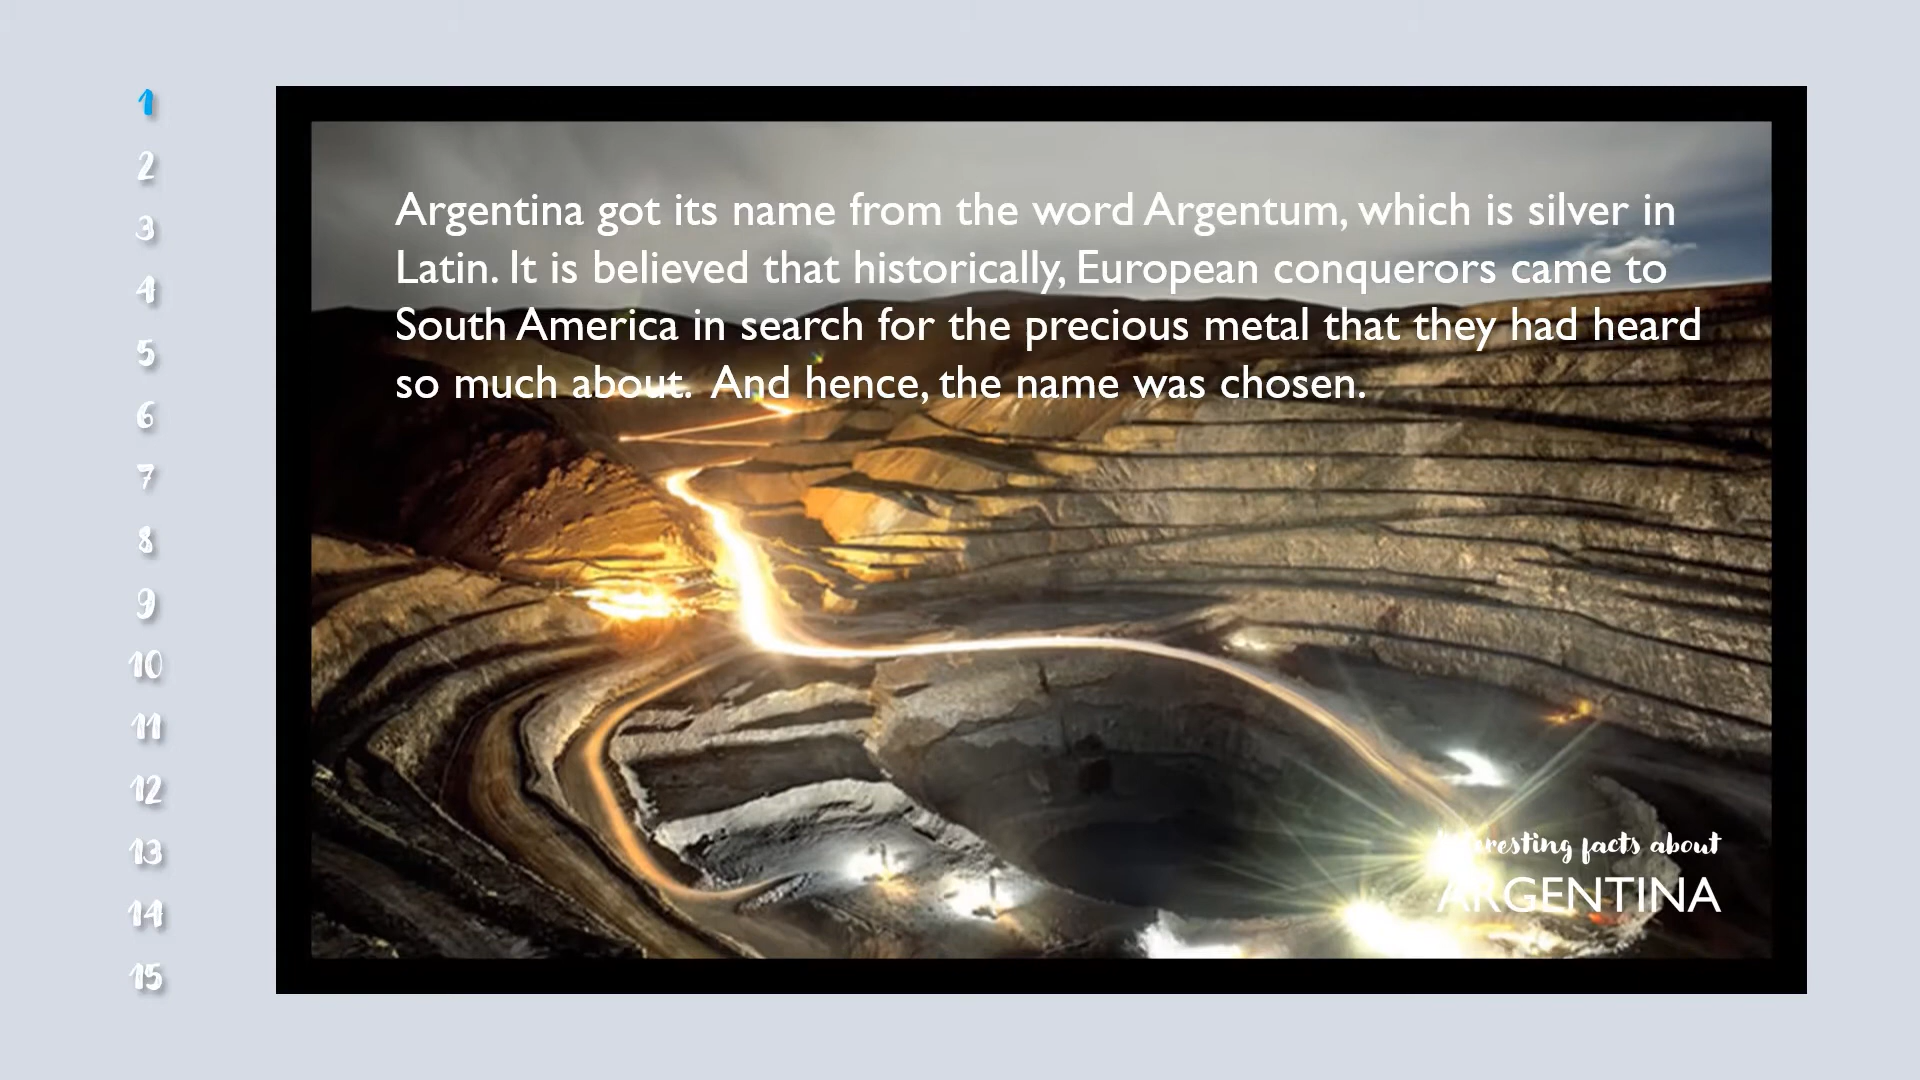 1
2
3
4
5
6
7
8
9
10
11
12
13
14
15
Argentina got its name from the word Argentum, which is silver in
Latin. It is believed that historically, European conquerors came to
South America in search for the precious metal that they had heard
so much about. And hence, the name was chosen.
Interesting facts about
ARGENTINA